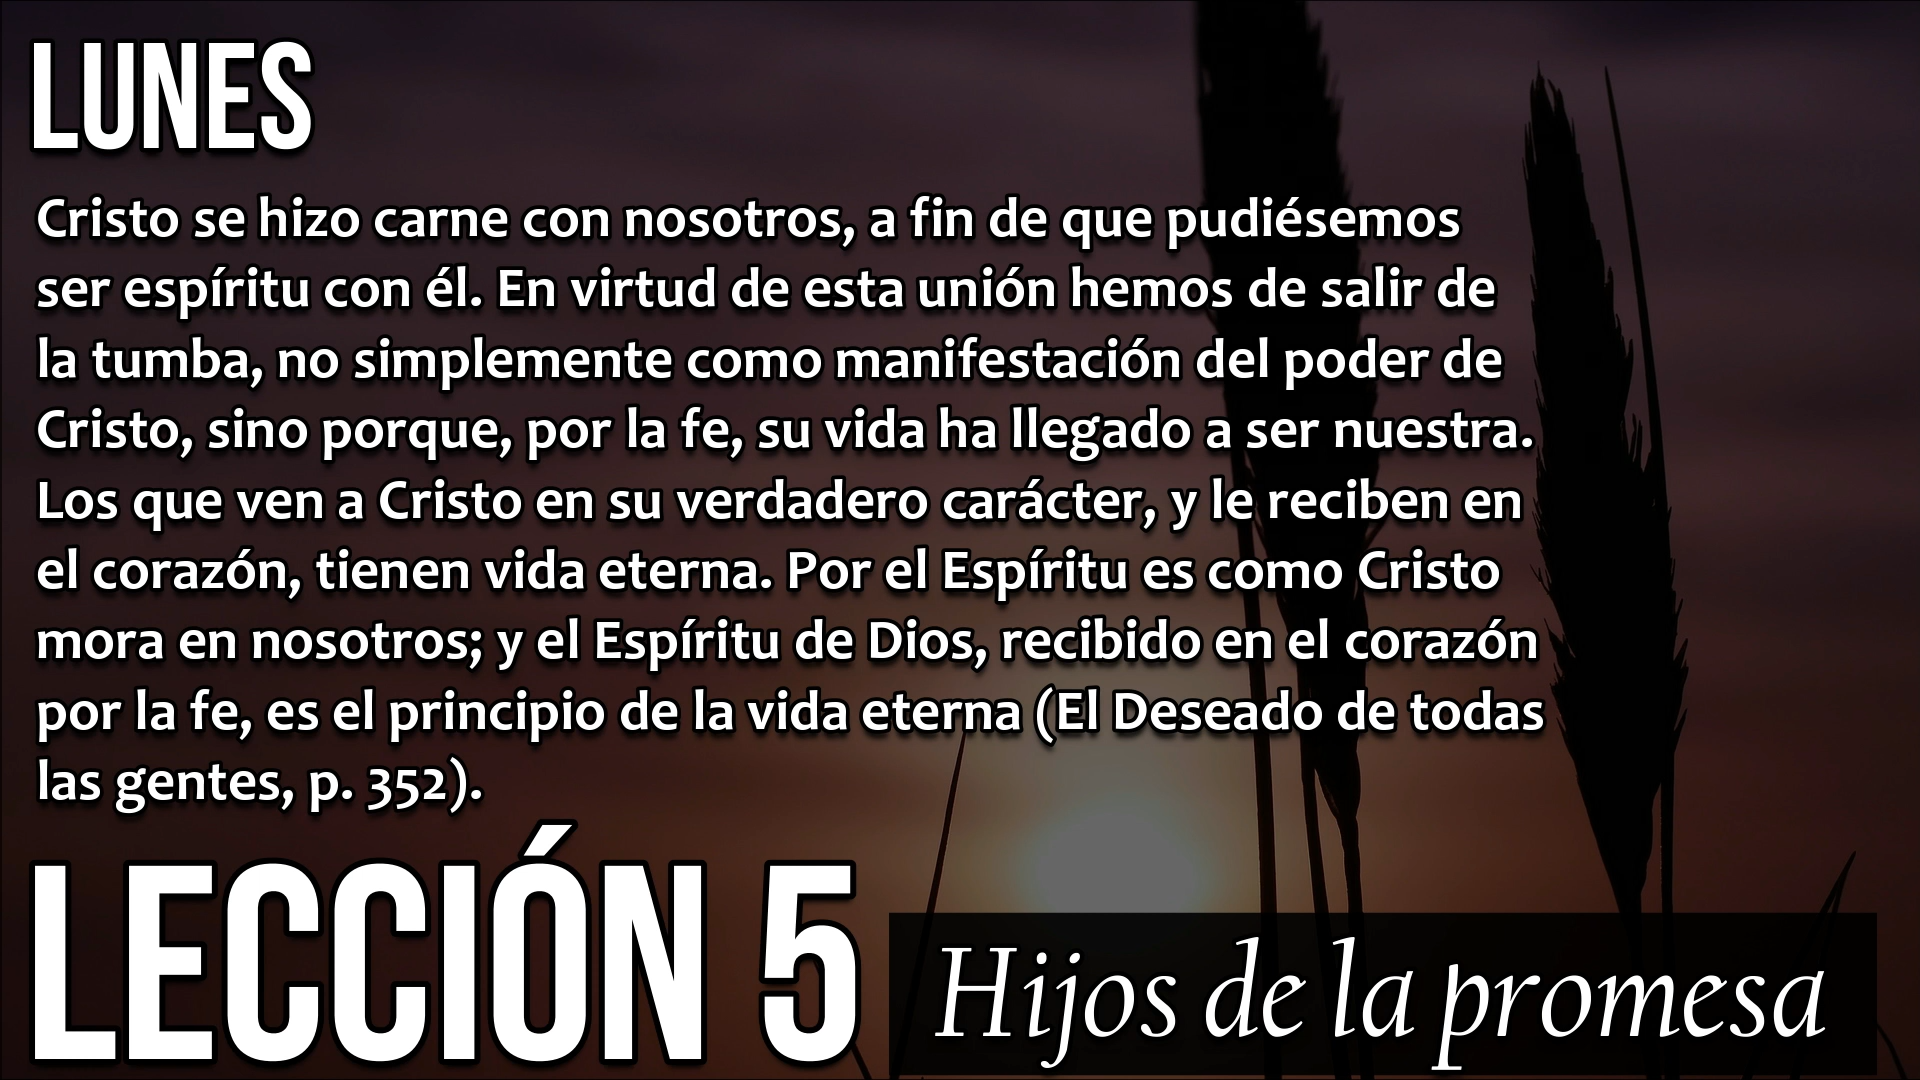 LUNES
Cristo se hizo carne con nosotros, a fin de que pudiésemos
ser espíritu con él. En virtud de esta unión hemos de salir de
la tumba, no simplemente como manifestación del poder de
Cristo, sino porque, por la fe, su vida ha llegado a ser nuestra.
Los que ven a Cristo en su verdadero carácter, y le reciben en
el corazón, tienen vida eterna. Por el Espíritu es como Cristo
mora en nosotros; y el Espíritu de Dios, recibido en el corazón
por la fe, es el principio de la vida eterna (El Deseado de todas
las gentes, p. 352).
LECCIÓN 5
Hijos de la promesa